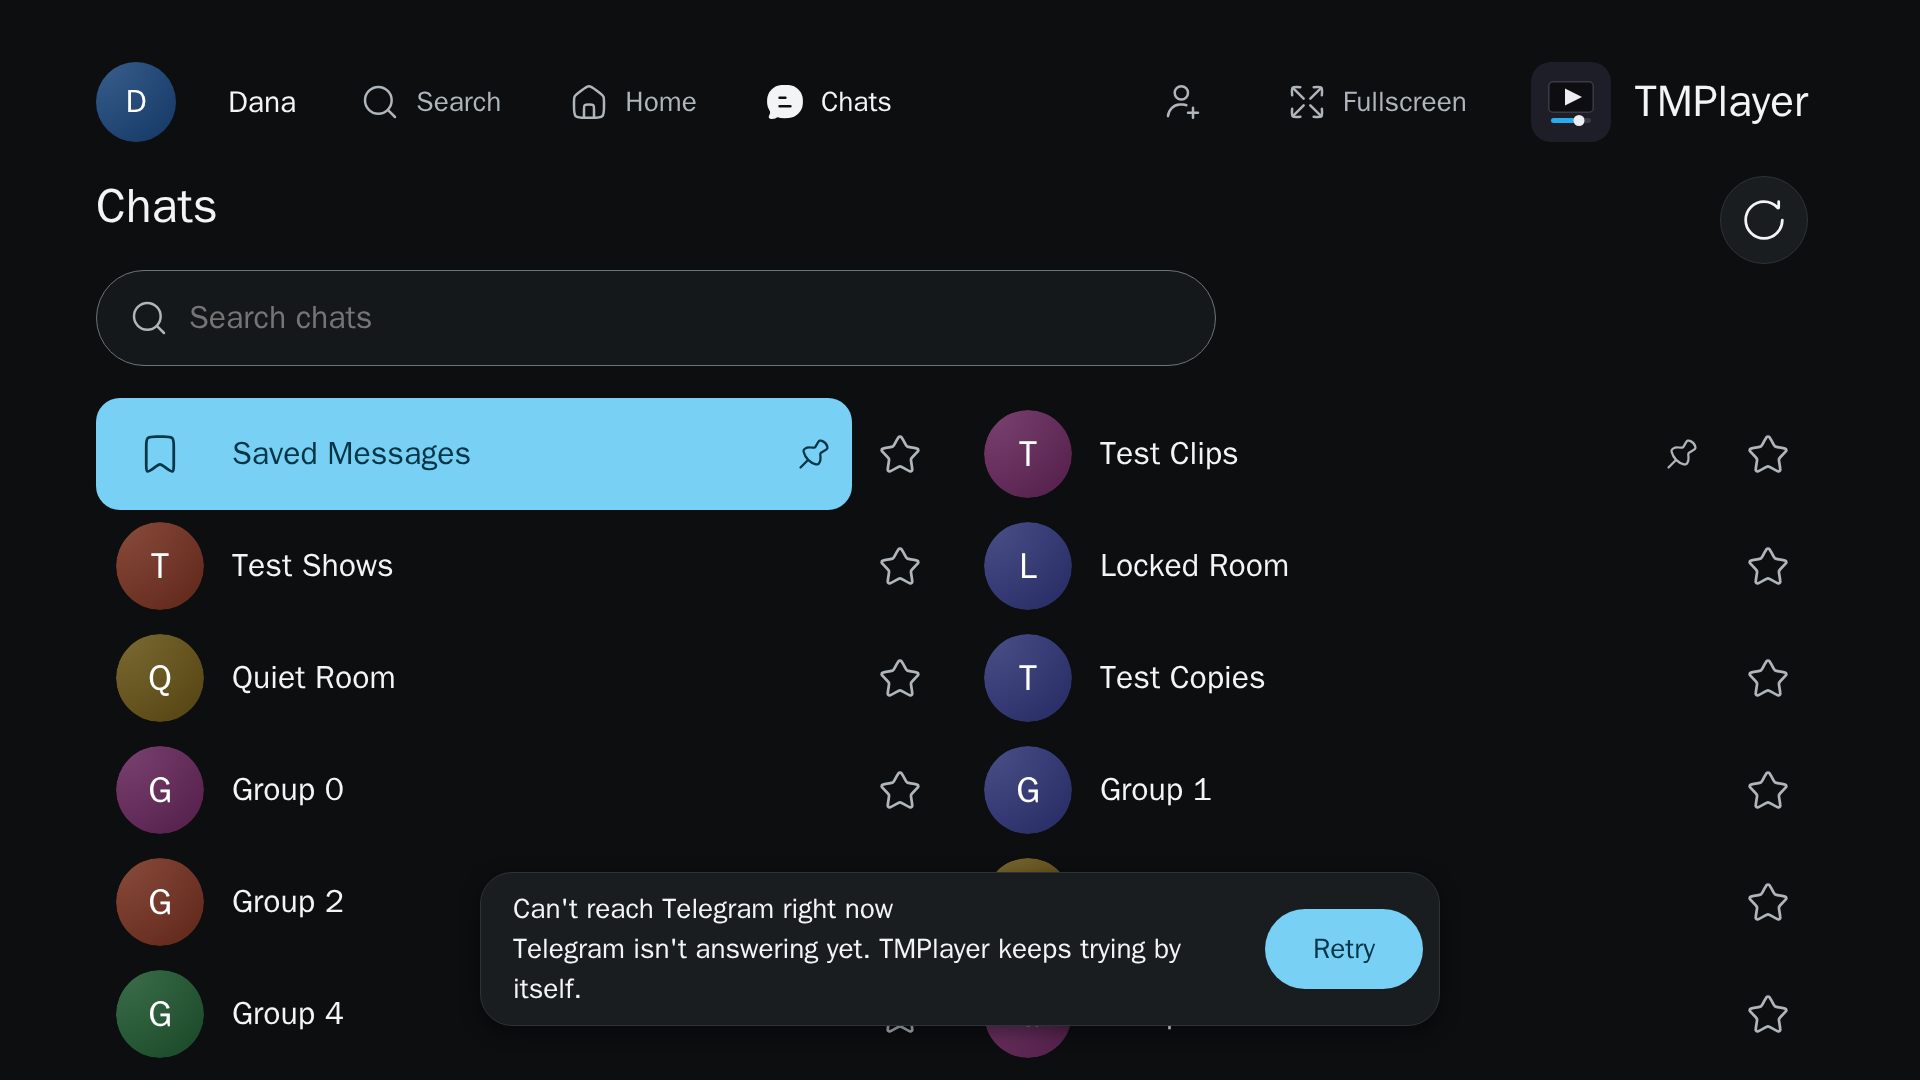 D Dana Search Home Chats Fullscreen TMPlayer
Chats
Search chats
Saved Messages
T Test Clips
T Test Shows
L Locked Room
Q Quiet Room
T Test Copies
G Group 0
G Group 1
G Group 2
G Group 4
Can't reach Telegram right now
Telegram isn't answering yet. TMPlayer keeps trying by
itself.
Retry